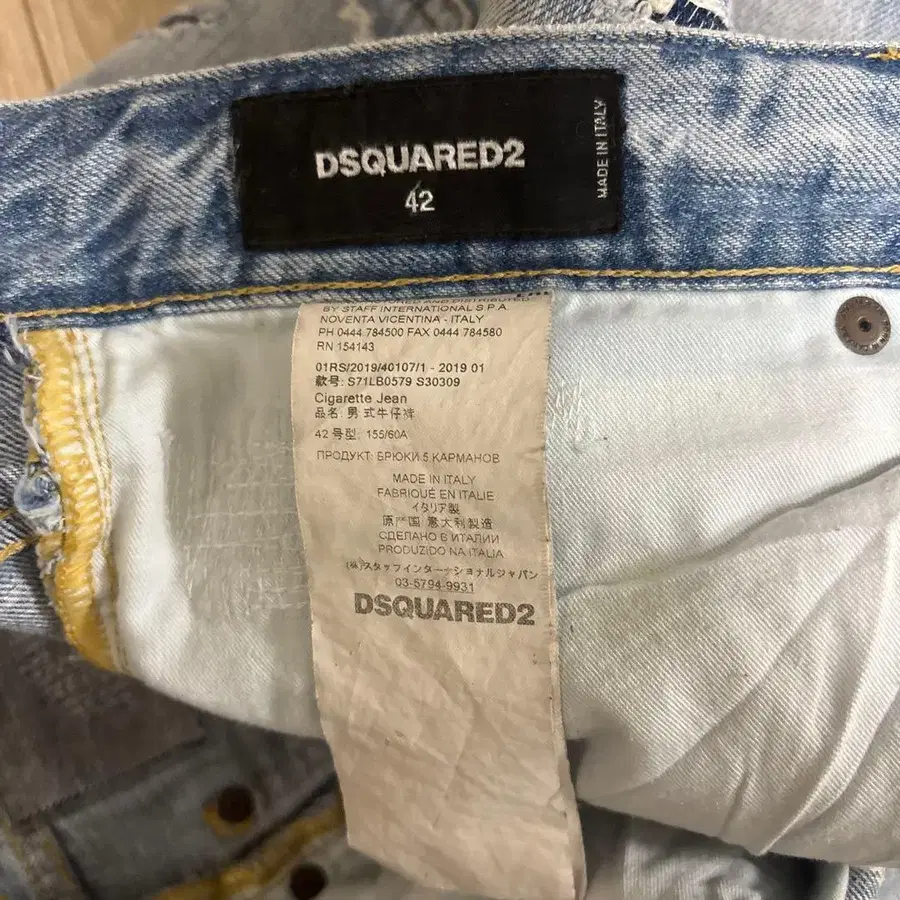 DSQUARED2
42
MADE IN ITALY
BY STAFF INTERNATIONAL S.P.A.
NOVENTA VICENTINA - ITALY
PH 0444 784500 FAX 0444 784580
RN 154143
01RS/2019/40107/1 - 2019 01
款号: S71LB0579 S30309
Cigarette Jean
品名: 男式牛仔裤
42 号型: 155/60A
ПРОДУКТ: БРЮКИ 5 КАРМАНОВ
MADE IN ITALY
FABRIQUÉ EN ITALIE
イタリア製
原产国 意大利製造
СДЕЛАНО В ИТАЛИИ
PRODUZIDO NA ITALIA
(株)スタッフインターナショナルジャパン
03-5794-9931
DSQUARED2